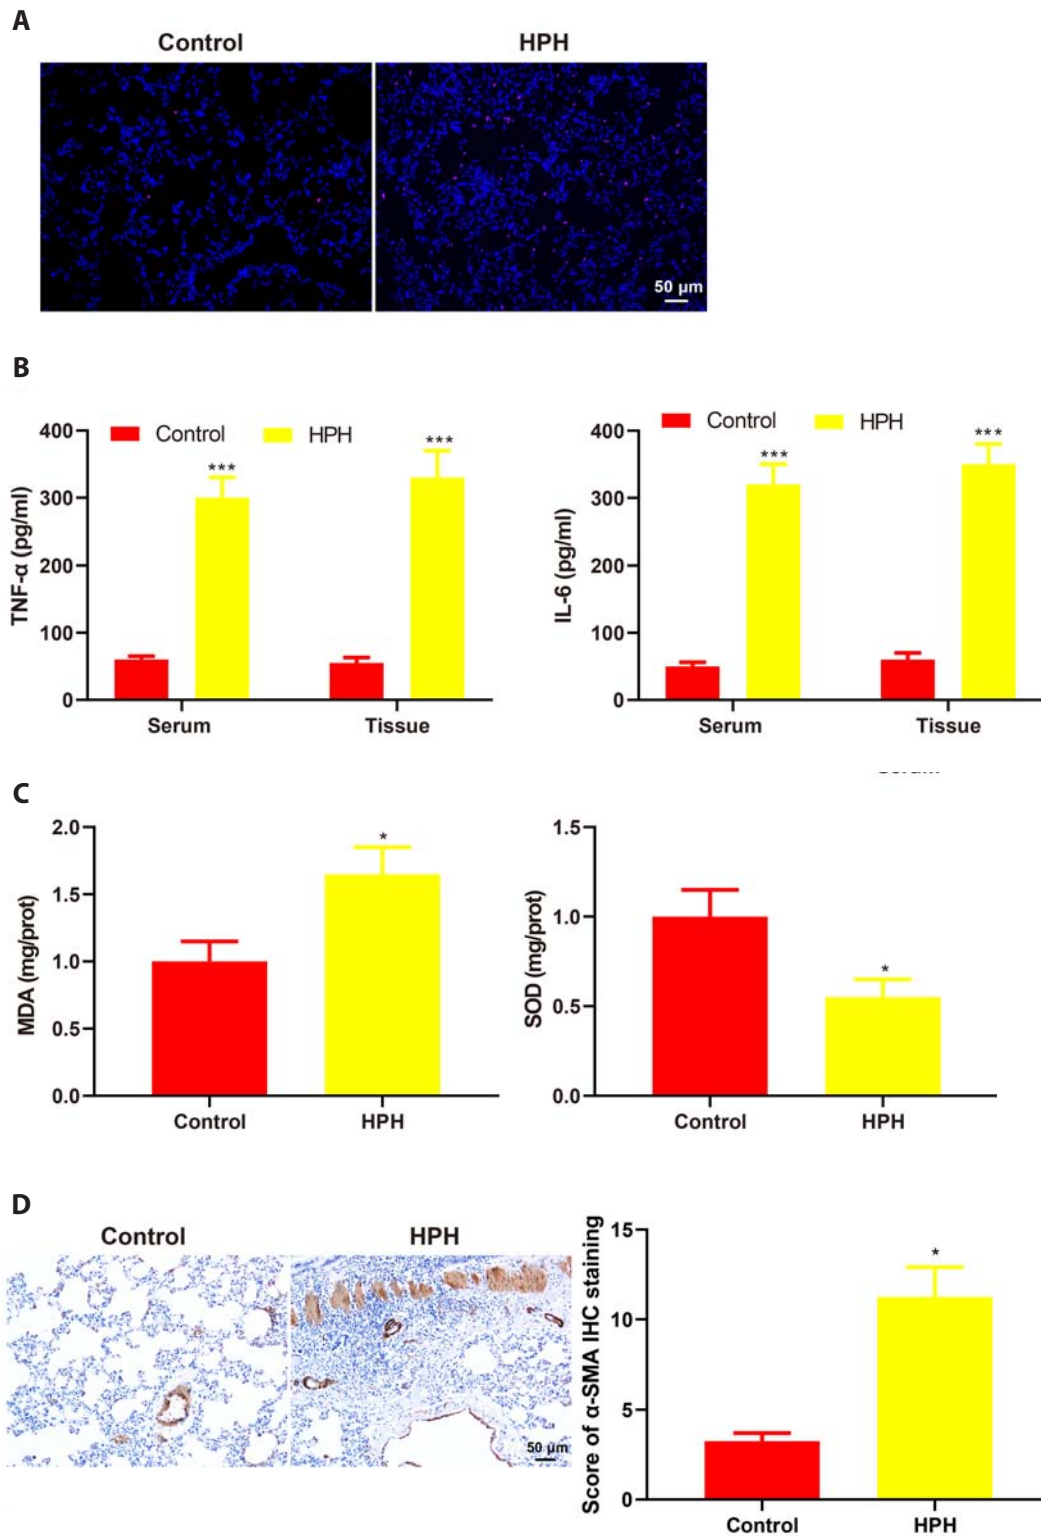 A
Control HPH
50 μm
B
Control HPH
TNF-α (pg/ml)
400
300
200
100
0
***
***
Serum Tissue
Control HPH
IL-6 (pg/ml)
400
300
200
100
0
***
***
Serum Tissue
C
MDA (mg/prot)
2.0
1.5
1.0
0.5
0.0
*
Control HPH
SOD (mg/prot)
1.5
1.0
0.5
0.0
*
Control HPH
D
Control HPH
50 μm
Score of α-SMA IHC staining
15
10
5
0
*
Control HPH